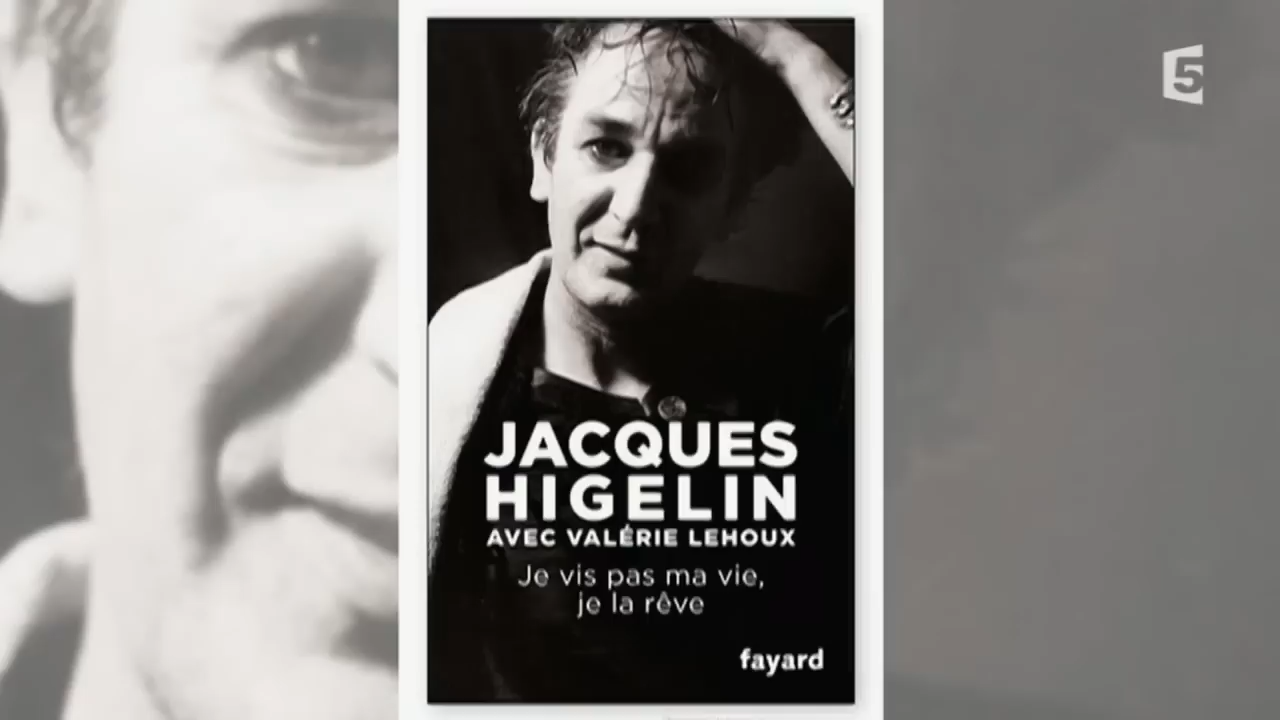 5
JACQUES
HIGELIN
AVEC VALÉRIE LEHOUX
Je vis pas ma vie,
je la rêve
fayard